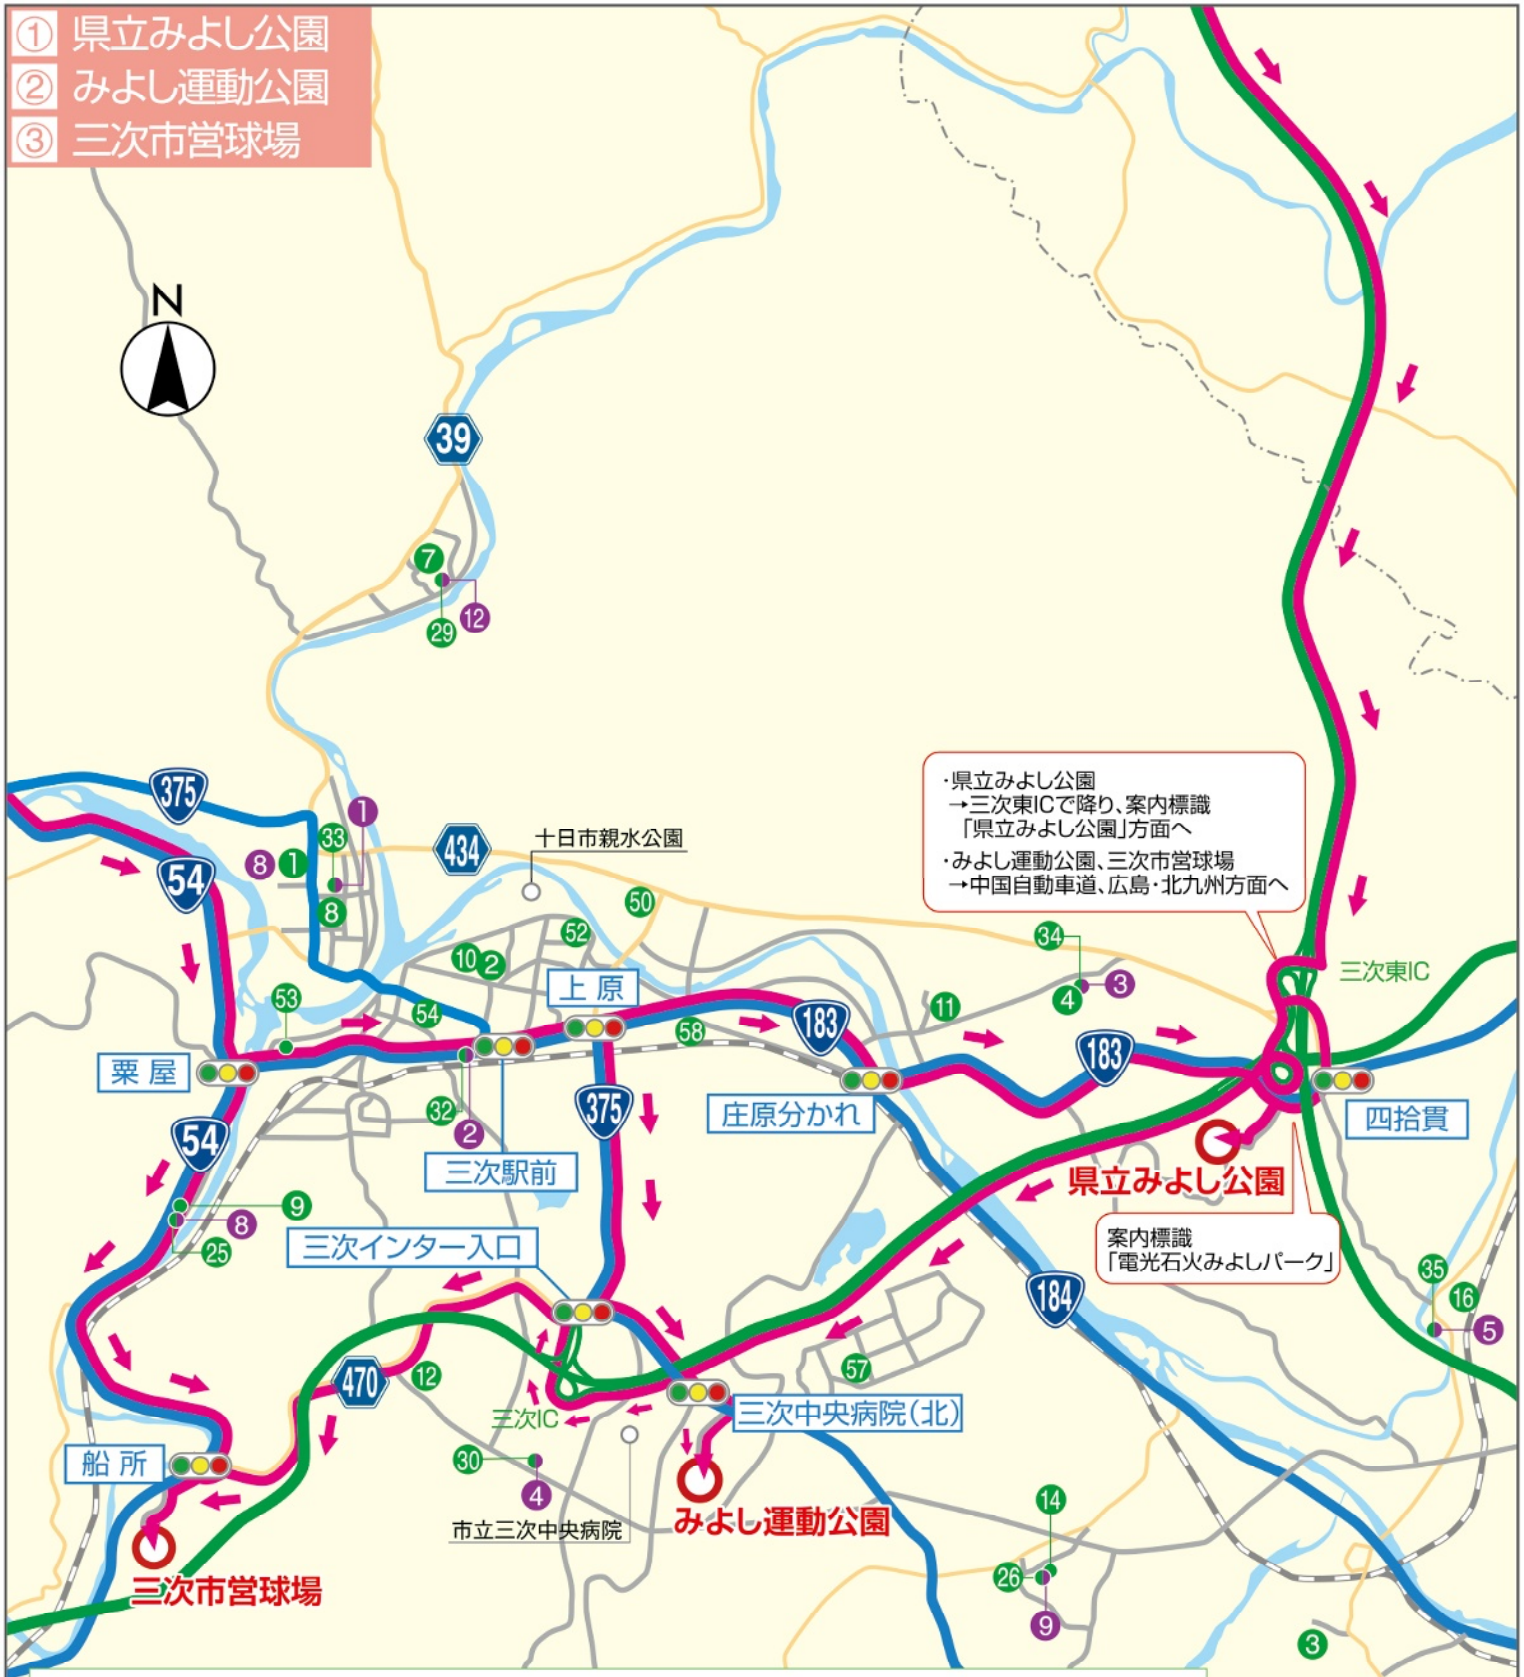 ① 県立みよし公園
② みよし運動公園
③ 三次市営球場
N
39
7
29
12
375
54
33
1
8
1
8
434
十日市親水公園
50
52
10
2
上原
53
54
58
183
11
34
4
3
・県立みよし公園
→三次東ICで降り、案内標識
「県立みよし公園」方面へ
・みよし運動公園、三次市営球場
→中国自動車道、広島・北九州方面へ
三次東IC
183
粟屋
32
2
375
庄原分かれ
四拾貫
54
三次駅前
県立みよし公園
9
8
25
三次インター入口
案内標識
「電光石火みよしパーク」
184
35
16
5
57
470
12
三次IC
三次中央病院(北)
船所
30
4
市立三次中央病院
みよし運動公園
14
26
9
三次市営球場
3